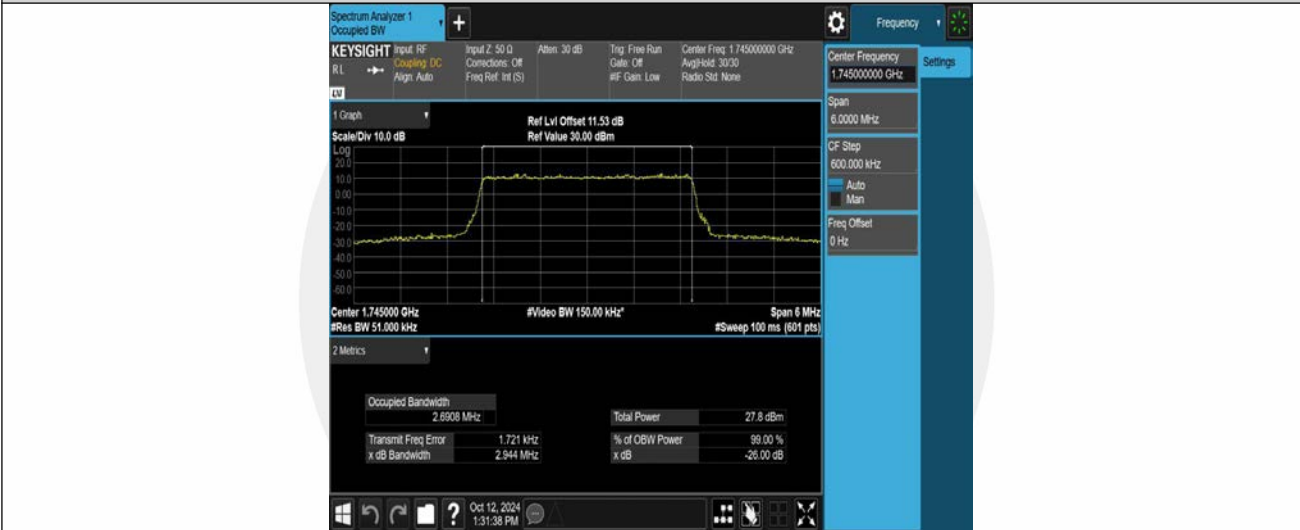 Spectrum Analyzer 1
Occupied BW
Frequency
KEYSIGHT
Input: RF
Coupling: DC
Align: Auto
RL
LXI
Input Z: 50 Ω
Corrections: Off
Freq Ref: Int (S)
Atten: 30 dB
Trig: Free Run
Gate: Off
#IF Gain: Low
Center Freq: 1.745000000 GHz
Avg|Hold: 30/30
Radio Std: None
Center Frequency
1.745000000 GHz
Settings
Span
6.0000 MHz
CF Step
600.000 kHz
Auto
Man
Freq Offset
0 Hz
1 Graph
Scale/Div 10.0 dB
Ref Lvl Offset 11.53 dB
Ref Value 30.00 dBm
Log
20.0
10.0
0.00
-10.0
-20.0
-30.0
-40.0
-50.0
-60.0
Center 1.745000 GHz
#Video BW 150.00 kHz*
Span 6 MHz
#Res BW 51.000 kHz
#Sweep 100 ms (601 pts)
2 Metrics
Occupied Bandwidth
2.6908 MHz
Total Power 27.8 dBm
Transmit Freq Error 1.721 kHz
% of OBW Power 99.00 %
x dB Bandwidth 2.944 MHz
x dB -26.00 dB
?
Oct 12, 2024
1:31:38 PM